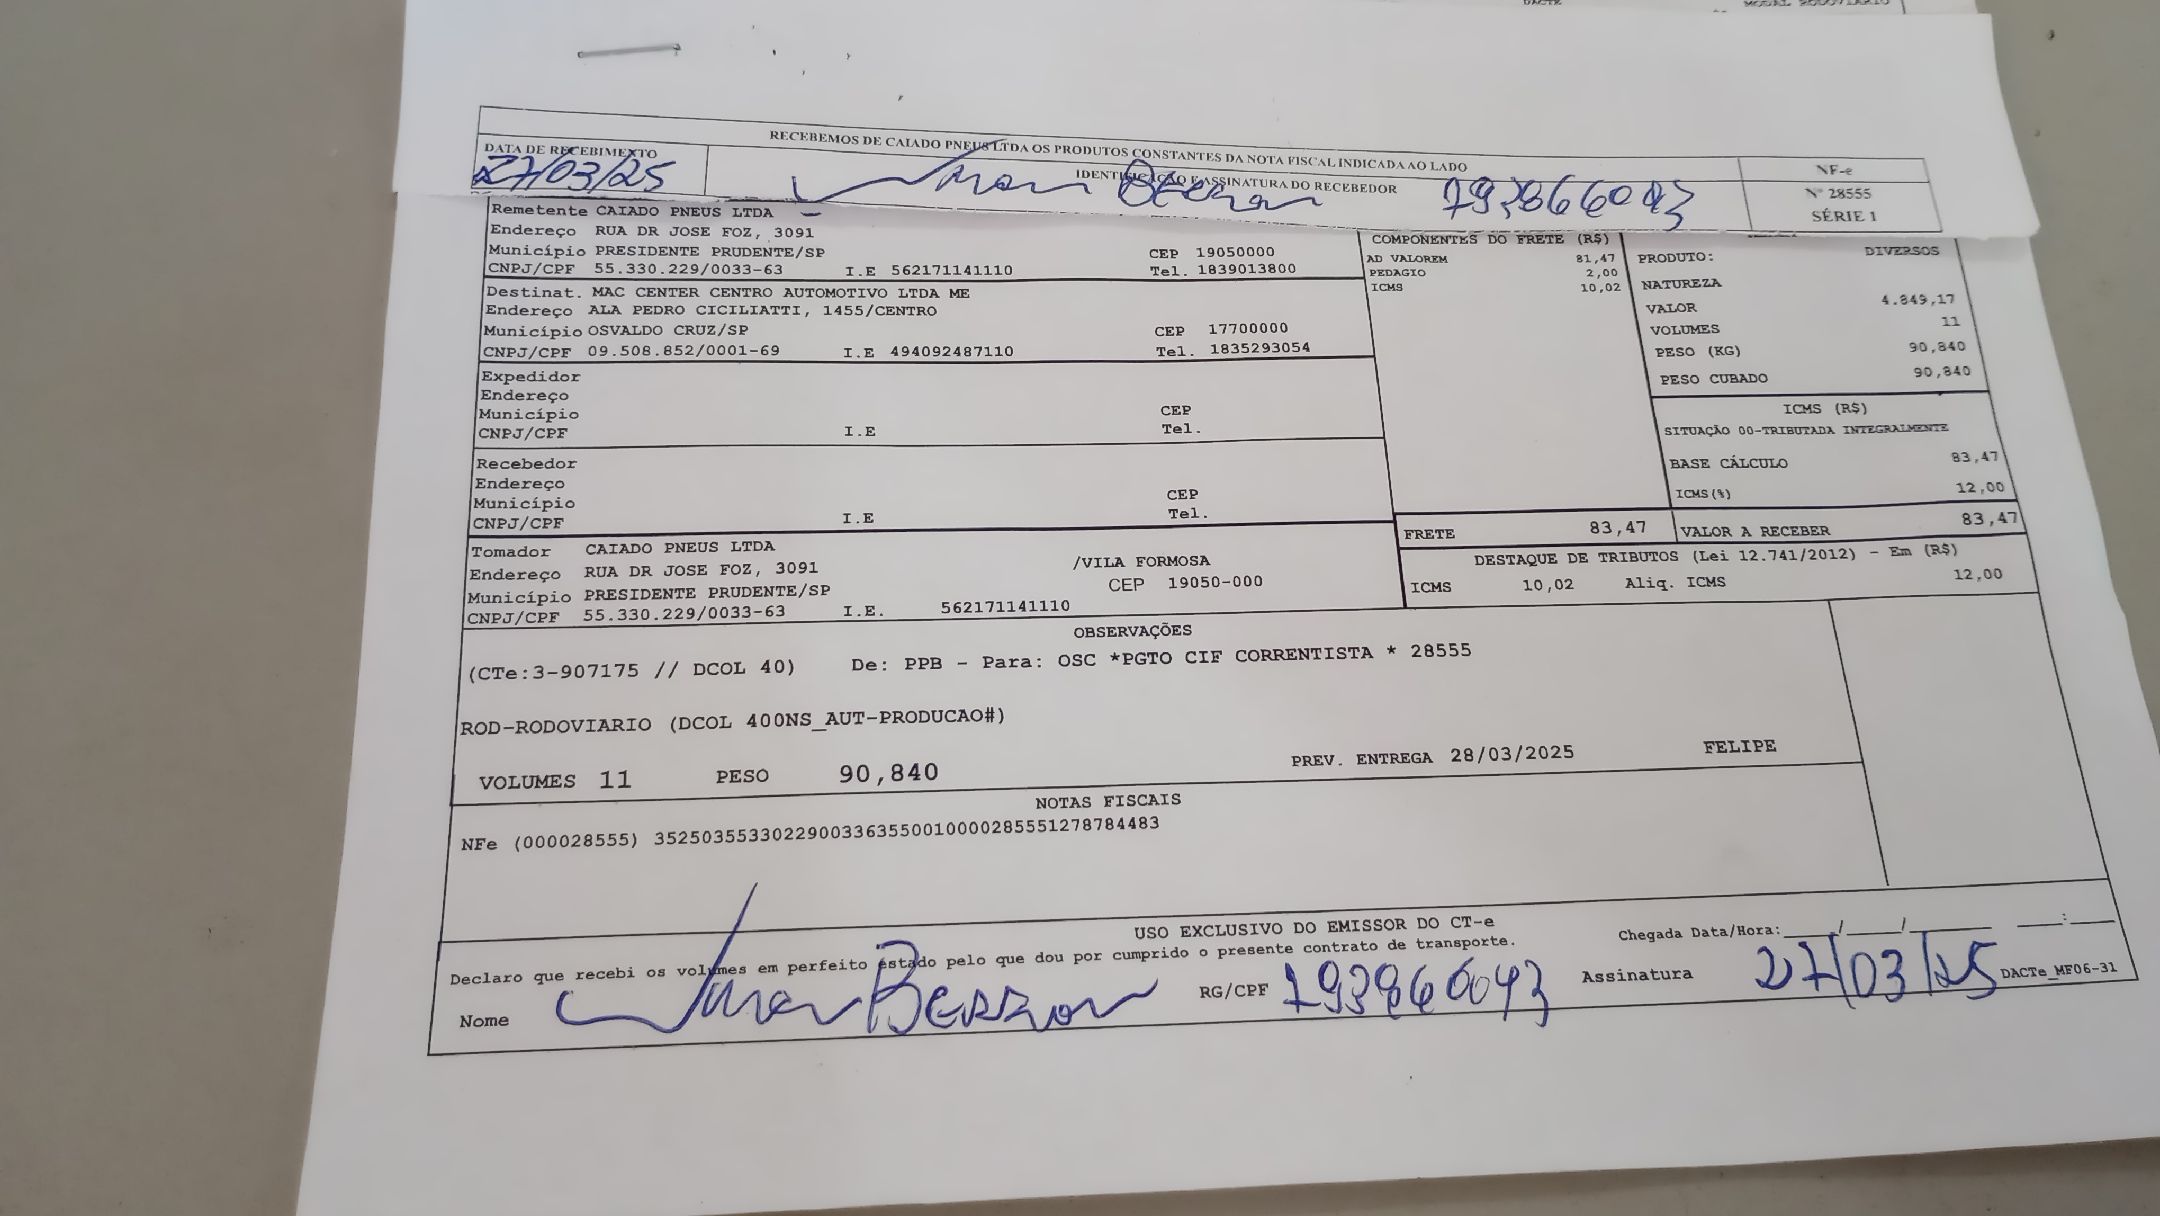 MODAL RODOVIARIO
RECEBEMOS DE CAIADO PNEUS LTDA OS PRODUTOS CONSTANTES DA NOTA FISCAL INDICADA AO LADO
DATA DE RECEBIMENTO
27/03/25
IDENTIFICAÇÃO E ASSINATURA DO RECEBEDOR
NF-e
Nº 28555
SÉRIE 1
Remetente CAIADO PNEUS LTDA
Endereço RUA DR JOSE FOZ, 3091
Município PRESIDENTE PRUDENTE/SP CEP 19050000
CNPJ/CPF 55.330.229/0033-63 I.E 562171141110 Tel. 1839013800
Destinat. MAC CENTER CENTRO AUTOMOTIVO LTDA ME
Endereço ALA PEDRO CICILIATTI, 1455/CENTRO
Município OSVALDO CRUZ/SP CEP 17700000
CNPJ/CPF 09.508.852/0001-69 I.E 494092487110 Tel. 1835293054
Expedidor
Endereço
Município CEP
CNPJ/CPF I.E Tel.
Recebedor
Endereço
Município CEP
CNPJ/CPF I.E Tel.
Tomador CAIADO PNEUS LTDA
Endereço RUA DR JOSE FOZ, 3091 /VILA FORMOSA
Município PRESIDENTE PRUDENTE/SP CEP 19050-000
CNPJ/CPF 55.330.229/0033-63 I.E. 562171141110
COMPONENTES DO FRETE (R$)
AD VALOREM 81,47
PEDAGIO 2,00
ICMS 10,02
PRODUTO: DIVERSOS
NATUREZA
VALOR 4.849,17
VOLUMES 11
PESO (KG) 90,840
PESO CUBADO 90,840
ICMS (R$)
SITUAÇÃO 00-TRIBUTADA INTEGRALMENTE
BASE CÁLCULO 83,47
ICMS(%) 12,00
FRETE 83,47 VALOR A RECEBER 83,47
DESTAQUE DE TRIBUTOS (Lei 12.741/2012) - Em (R$)
ICMS 10,02 Aliq. ICMS 12,00
OBSERVAÇÕES
(CTe:3-907175 // DCOL 40) De: PPB - Para: OSC *PGTO CIF CORRENTISTA * 28555
ROD-RODOVIARIO (DCOL 400NS_AUT-PRODUCAO#)
VOLUMES 11 PESO 90,840 PREV. ENTREGA 28/03/2025 FELIPE
NOTAS FISCAIS
NFe (000028555) 35250355330229003363550010000285551278784483
USO EXCLUSIVO DO EMISSOR DO CT-e
Declaro que recebi os volumes em perfeito estado pelo que dou por cumprido o presente contrato de transporte.
Chegada Data/Hora:____/____/______ ___:____
Nome RG/CPF Assinatura 27/03/25 DACTe_MF06-31